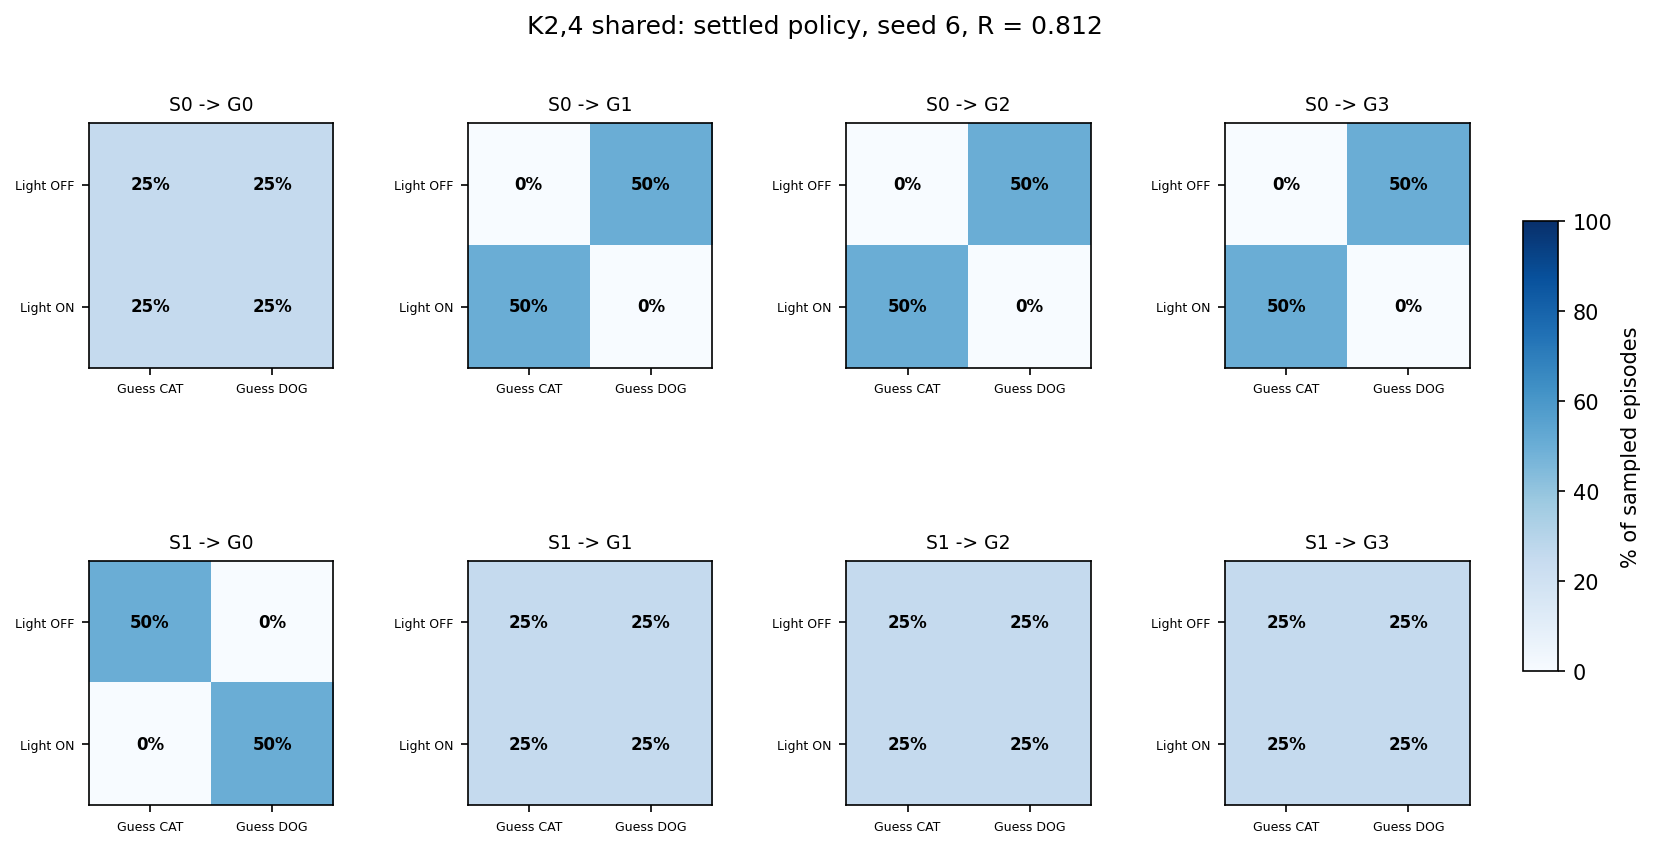 K2,4 shared: settled policy, seed 6, R = 0.812
S0 -> G0
S0 -> G1
S0 -> G2
S0 -> G3
Light OFF
25%
25%
Light OFF
0%
50%
Light OFF
0%
50%
Light OFF
0%
50%
Light ON
25%
25%
Light ON
50%
0%
Light ON
50%
0%
Light ON
50%
0%
Guess CAT
Guess DOG
Guess CAT
Guess DOG
Guess CAT
Guess DOG
Guess CAT
Guess DOG
S1 -> G0
S1 -> G1
S1 -> G2
S1 -> G3
Light OFF
50%
0%
Light OFF
25%
25%
Light OFF
25%
25%
Light OFF
25%
25%
Light ON
0%
50%
Light ON
25%
25%
Light ON
25%
25%
Light ON
25%
25%
Guess CAT
Guess DOG
Guess CAT
Guess DOG
Guess CAT
Guess DOG
Guess CAT
Guess DOG
100
80
60
40
20
0
% of sampled episodes